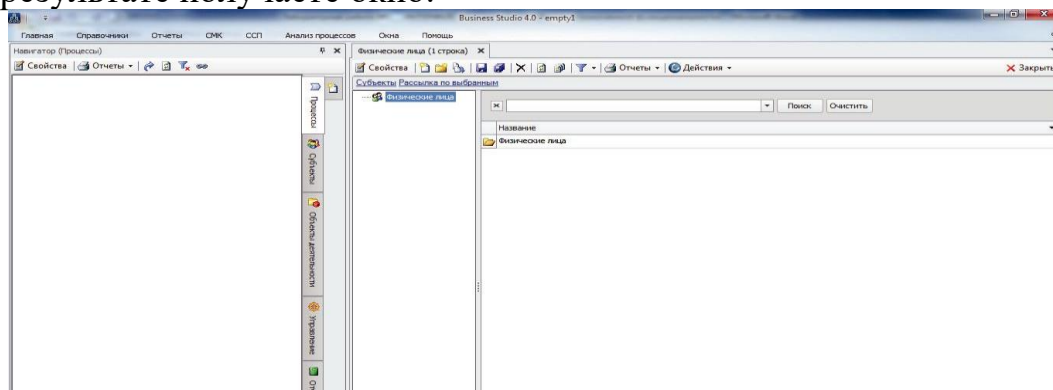 результате получаете окно:
Business Studio 4.0 - empty1
Главная Справочники Отчеты СМК ССП Анализ процессов Окна Помощь
Навигатор (Процессы)
Физические лица (1 строка)
Свойства Отчеты
Свойства Отчеты Действия Закрыть
Субъекты Рассылка по выбранным
Физические лица
Поиск Очистить
Название
Физические лица
Процессы
Субъекты
Объекты деятельности
Управление